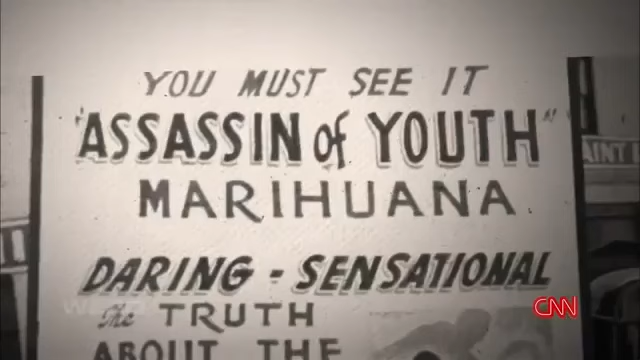 YOU MUST SEE IT
"ASSASSIN of YOUTH"
MARIHUANA
DARING - SENSATIONAL
The TRUTH
ABOUT THE
CNN